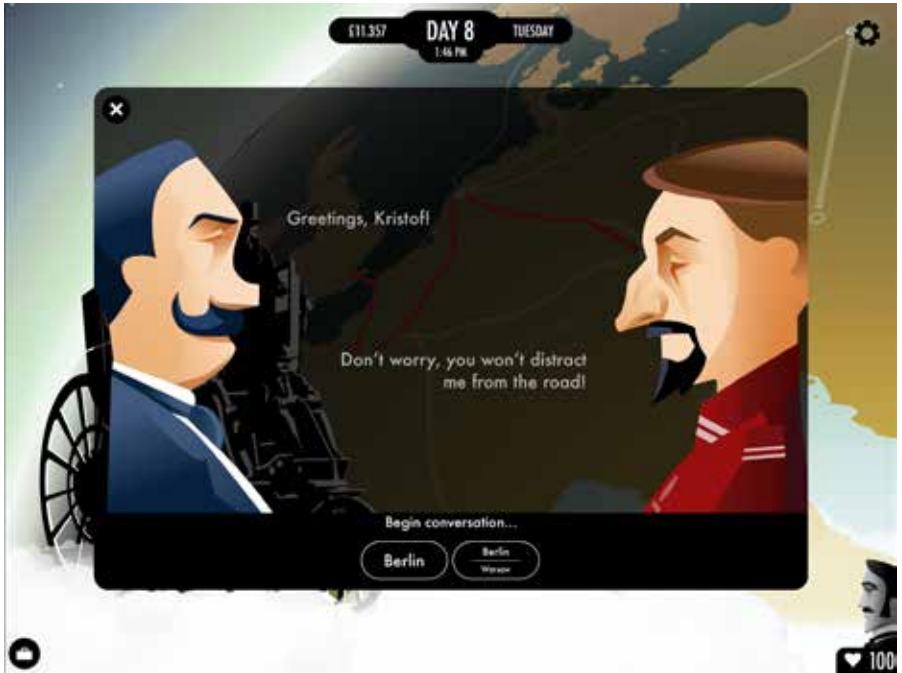 £11.357
DAY 8
TUESDAY
1:46 PM
Greetings, Kristof!
Don't worry, you won't distract
me from the road!
Begin conversation...
Berlin
Berlin
Warsaw